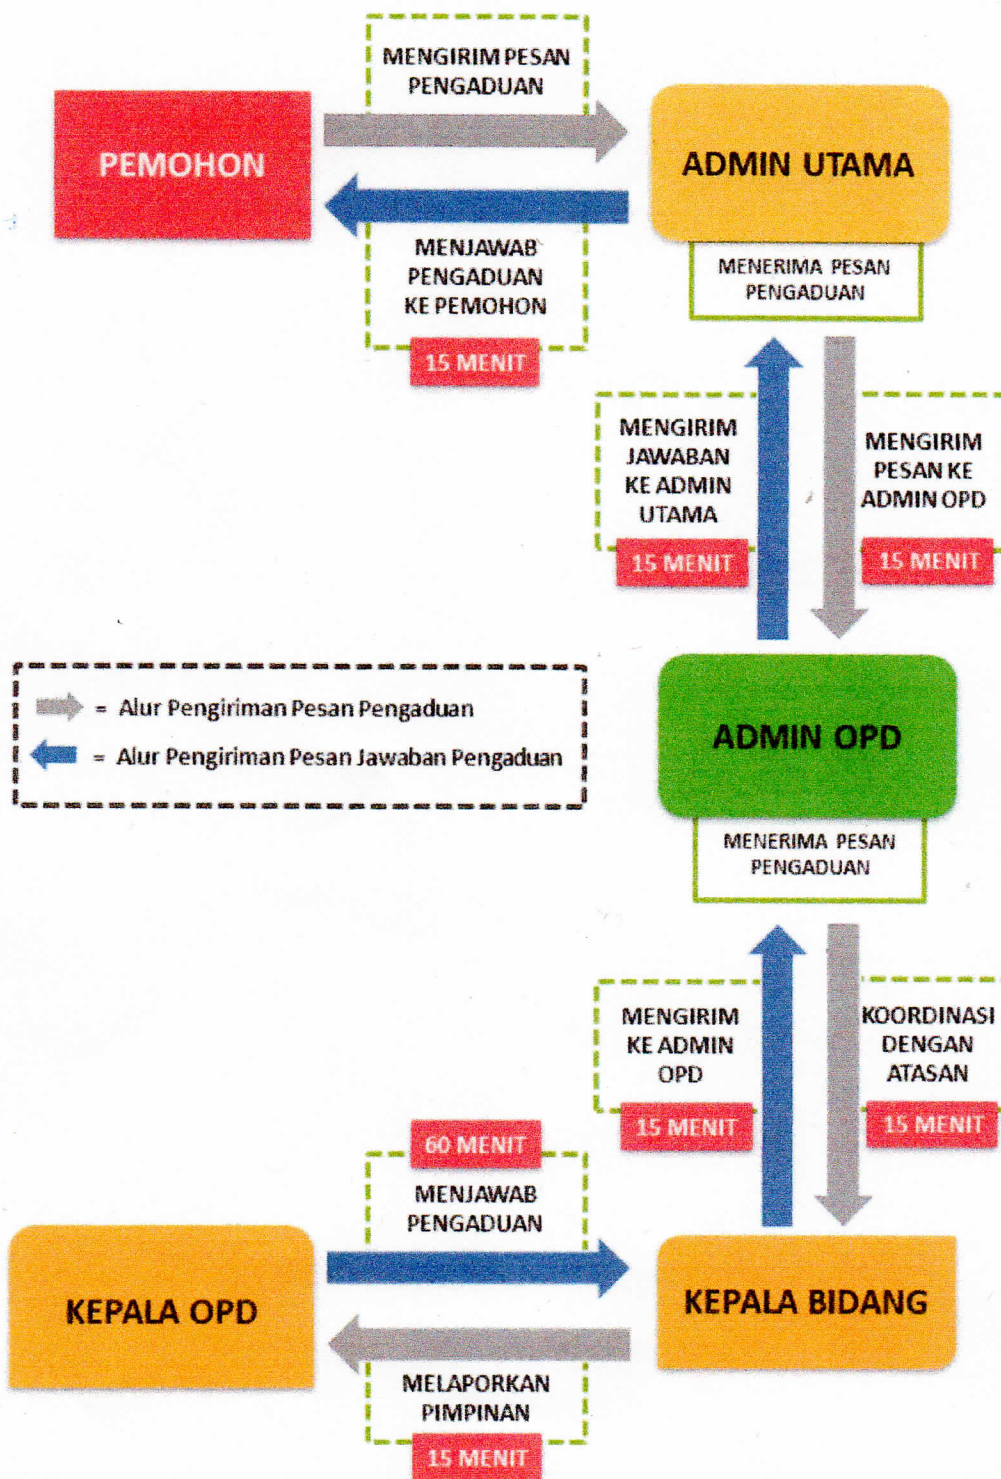 MENGIRIM PESAN
PENGADUAN
PEMOHON
ADMIN UTAMA
MENJAWAB
PENGADUAN
KE PEMOHON
15 MENIT
MENERIMA PESAN
PENGADUAN
MENGIRIM
JAWABAN
KE ADMIN
UTAMA
15 MENIT
MENGIRIM
PESAN KE
ADMIN OPD
15 MENIT
= Alur Pengiriman Pesan Pengaduan
= Alur Pengiriman Pesan Jawaban Pengaduan
ADMIN OPD
MENERIMA PESAN
PENGADUAN
MENGIRIM
KE ADMIN
OPD
15 MENIT
KOORDINASI
DENGAN
ATASAN
15 MENIT
60 MENIT
MENJAWAB
PENGADUAN
KEPALA OPD
KEPALA BIDANG
MELAPORKAN
PIMPINAN
15 MENIT